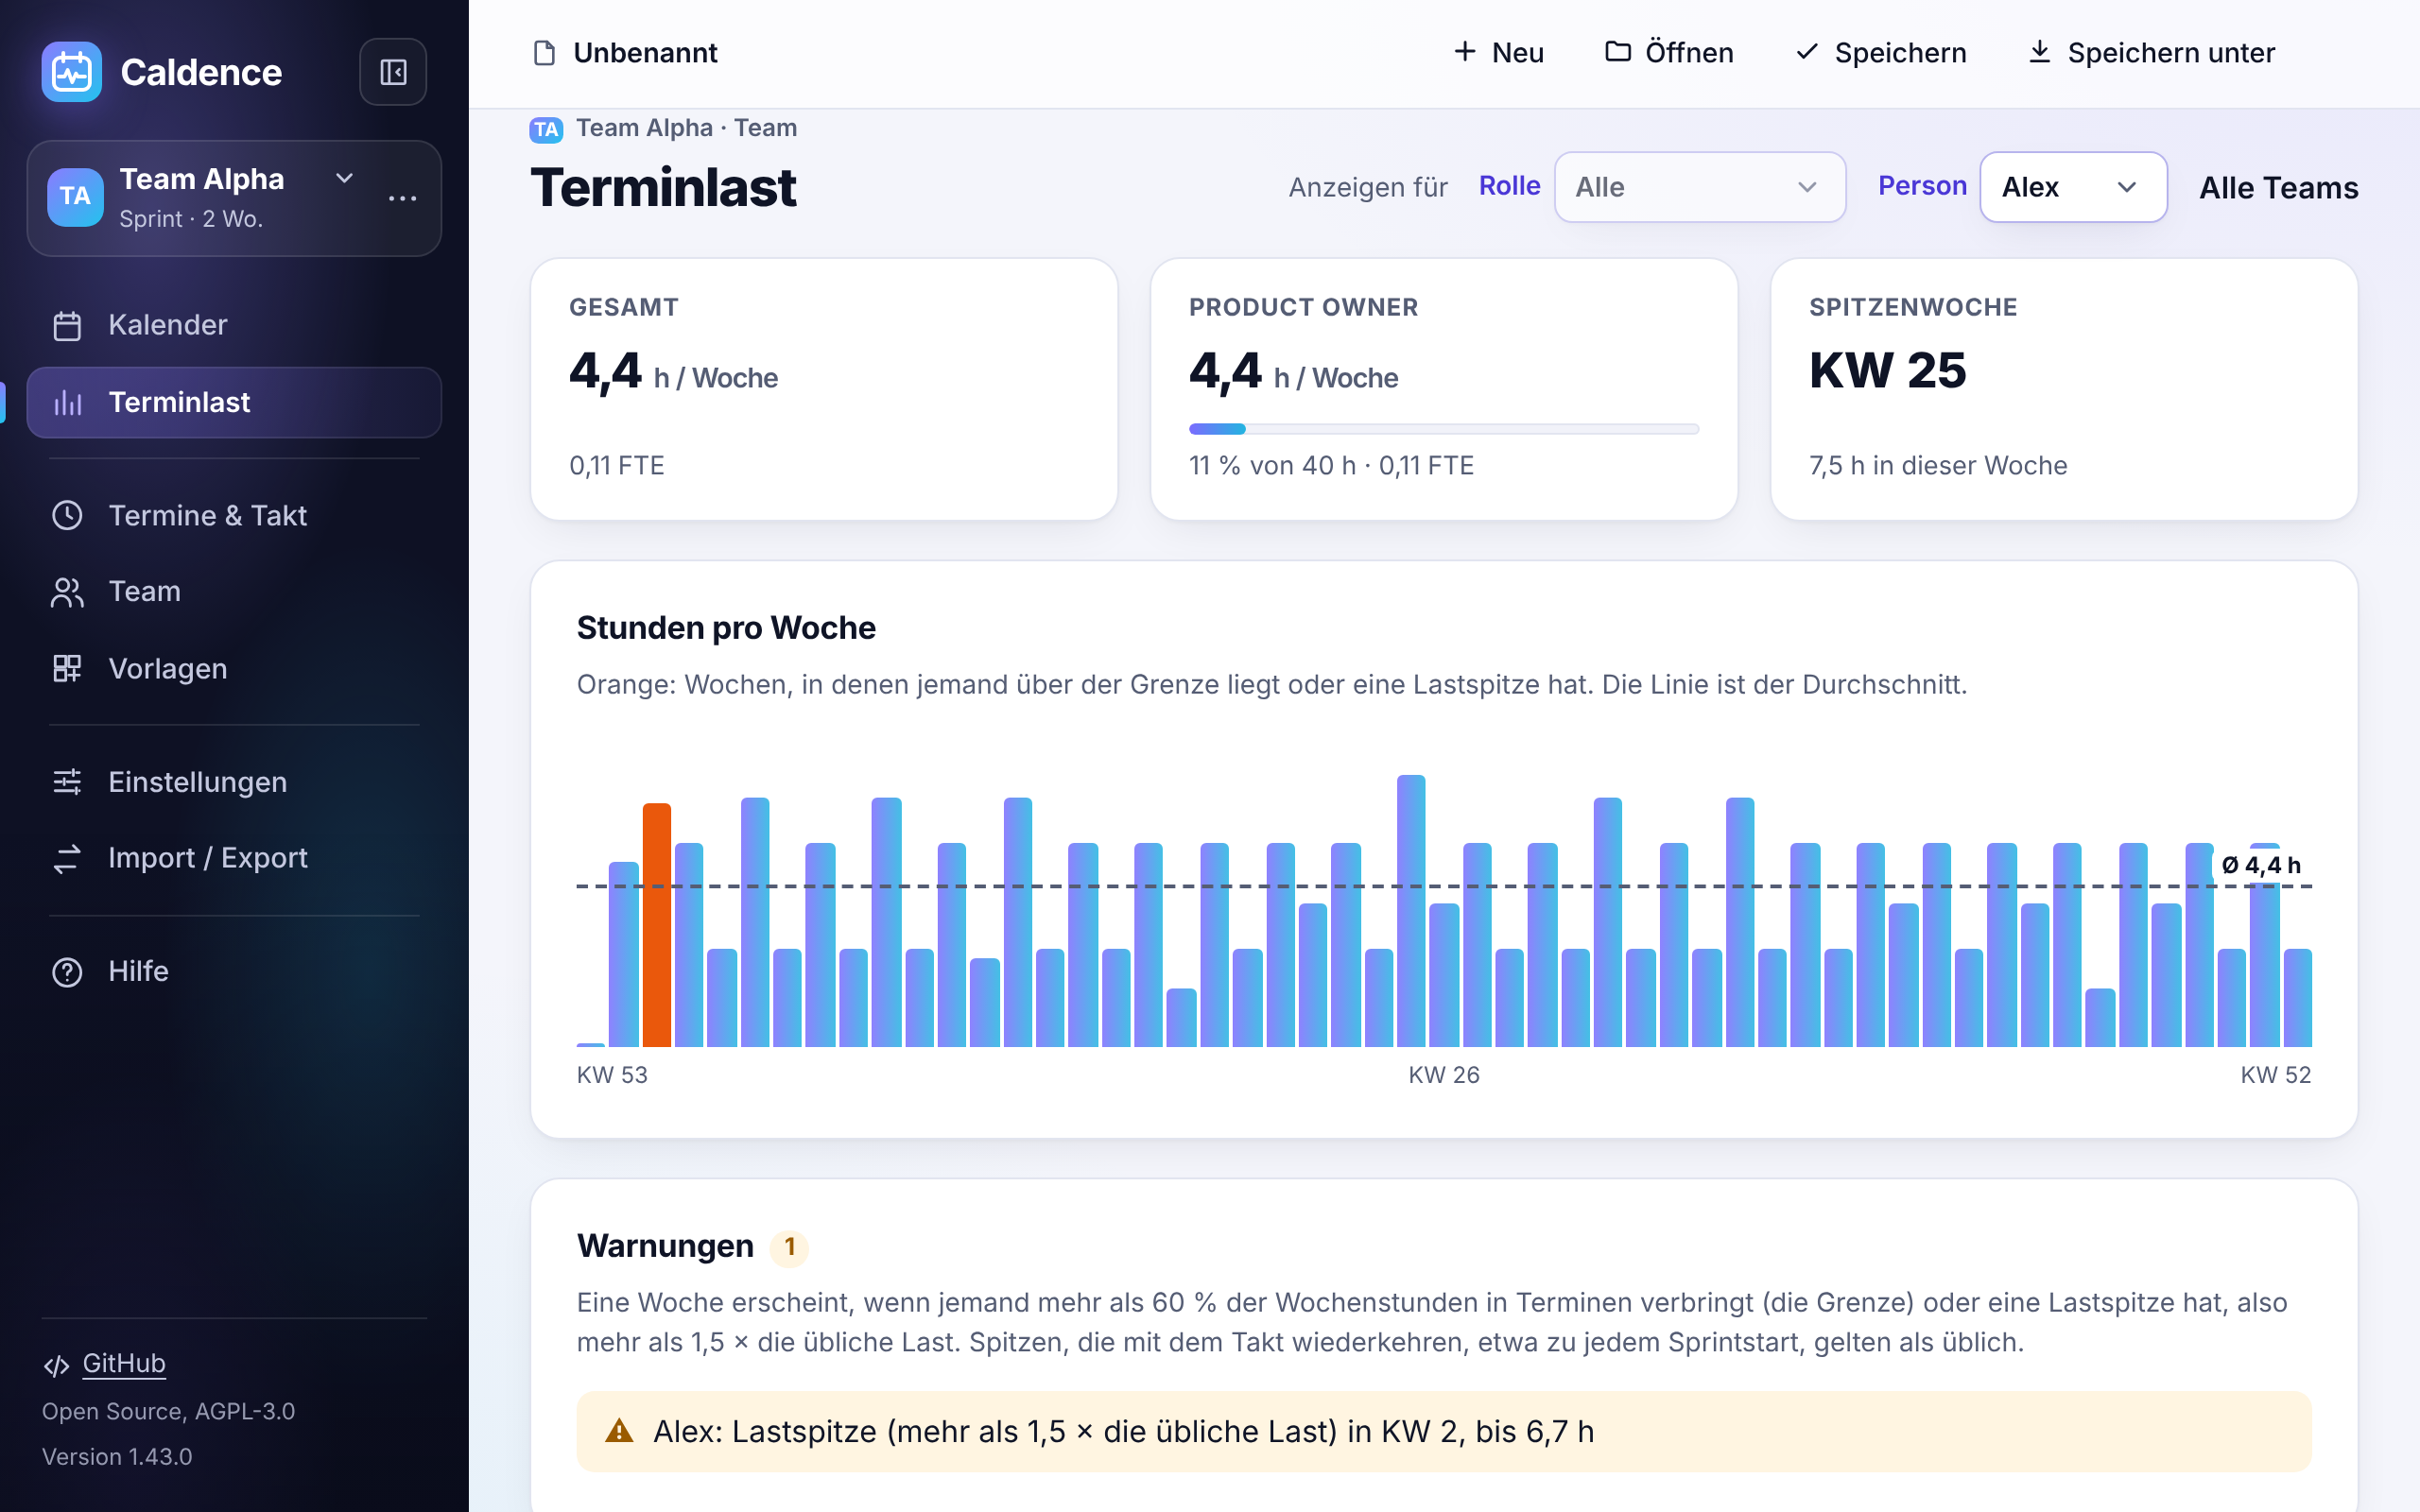 Caldence
TA
Team Alpha
Sprint · 2 Wo.
Kalender
Terminlast
Termine & Takt
Team
Vorlagen
Einstellungen
Import / Export
Hilfe
GitHub
Open Source, AGPL-3.0
Version 1.43.0
Unbenannt
Neu
Öffnen
Speichern
Speichern unter
TA Team Alpha · Team
Terminlast
Anzeigen für
Rolle
Alle
Person
Alex
Alle Teams
GESAMT
4,4 h / Woche
0,11 FTE
PRODUCT OWNER
4,4 h / Woche
11 % von 40 h · 0,11 FTE
SPITZENWOCHE
KW 25
7,5 h in dieser Woche
Stunden pro Woche
Orange: Wochen, in denen jemand über der Grenze liegt oder eine Lastspitze hat. Die Linie ist der Durchschnitt.
Ø 4,4 h
KW 53
KW 26
KW 52
Warnungen 1
Eine Woche erscheint, wenn jemand mehr als 60 % der Wochenstunden in Terminen verbringt (die Grenze) oder eine Lastspitze hat, also
mehr als 1,5 × die übliche Last. Spitzen, die mit dem Takt wiederkehren, etwa zu jedem Sprintstart, gelten als üblich.
Alex: Lastspitze (mehr als 1,5 × die übliche Last) in KW 2, bis 6,7 h